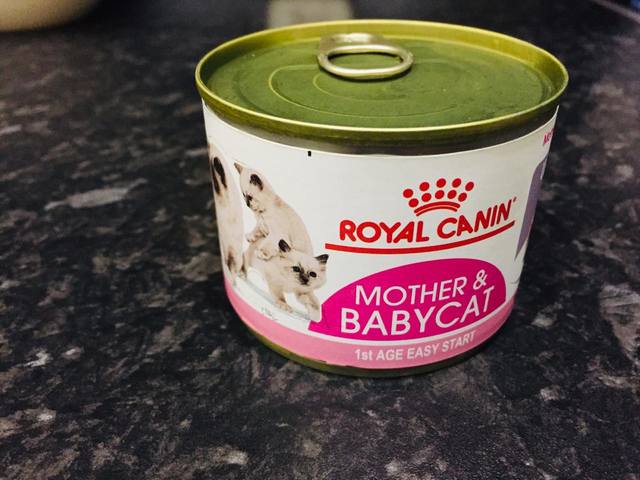 ROYAL CANIN
MOTHER &
BABYCAT
1st AGE EASY START